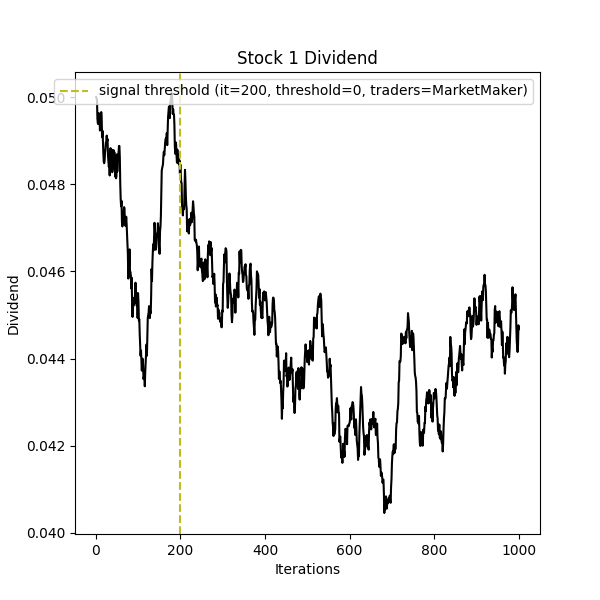 Stock 1 Dividend
signal threshold (it=200, threshold=0, traders=MarketMaker)
0.050
0.048
0.046
0.044
0.042
0.040
Dividend
0 200 400 600 800 1000
Iterations